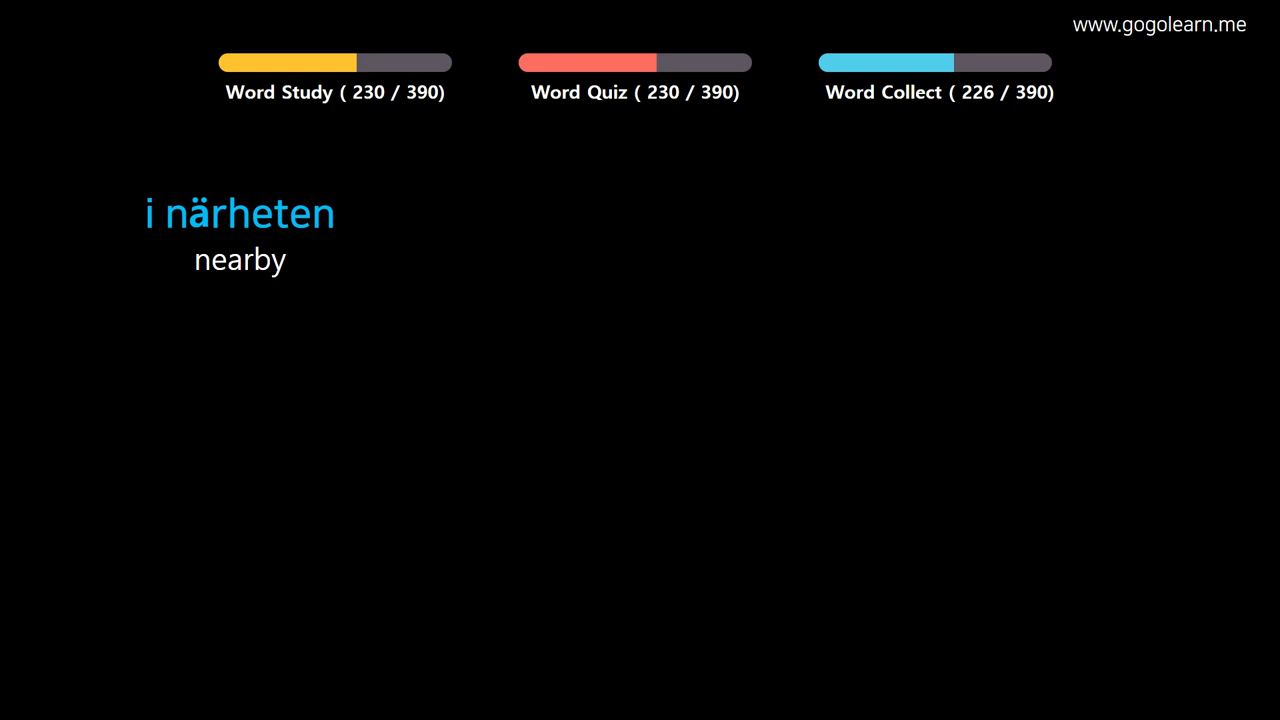 www.gogolearn.me
Word Study ( 230 / 390)
Word Quiz ( 230 / 390)
Word Collect ( 226 / 390)
i närheten
nearby